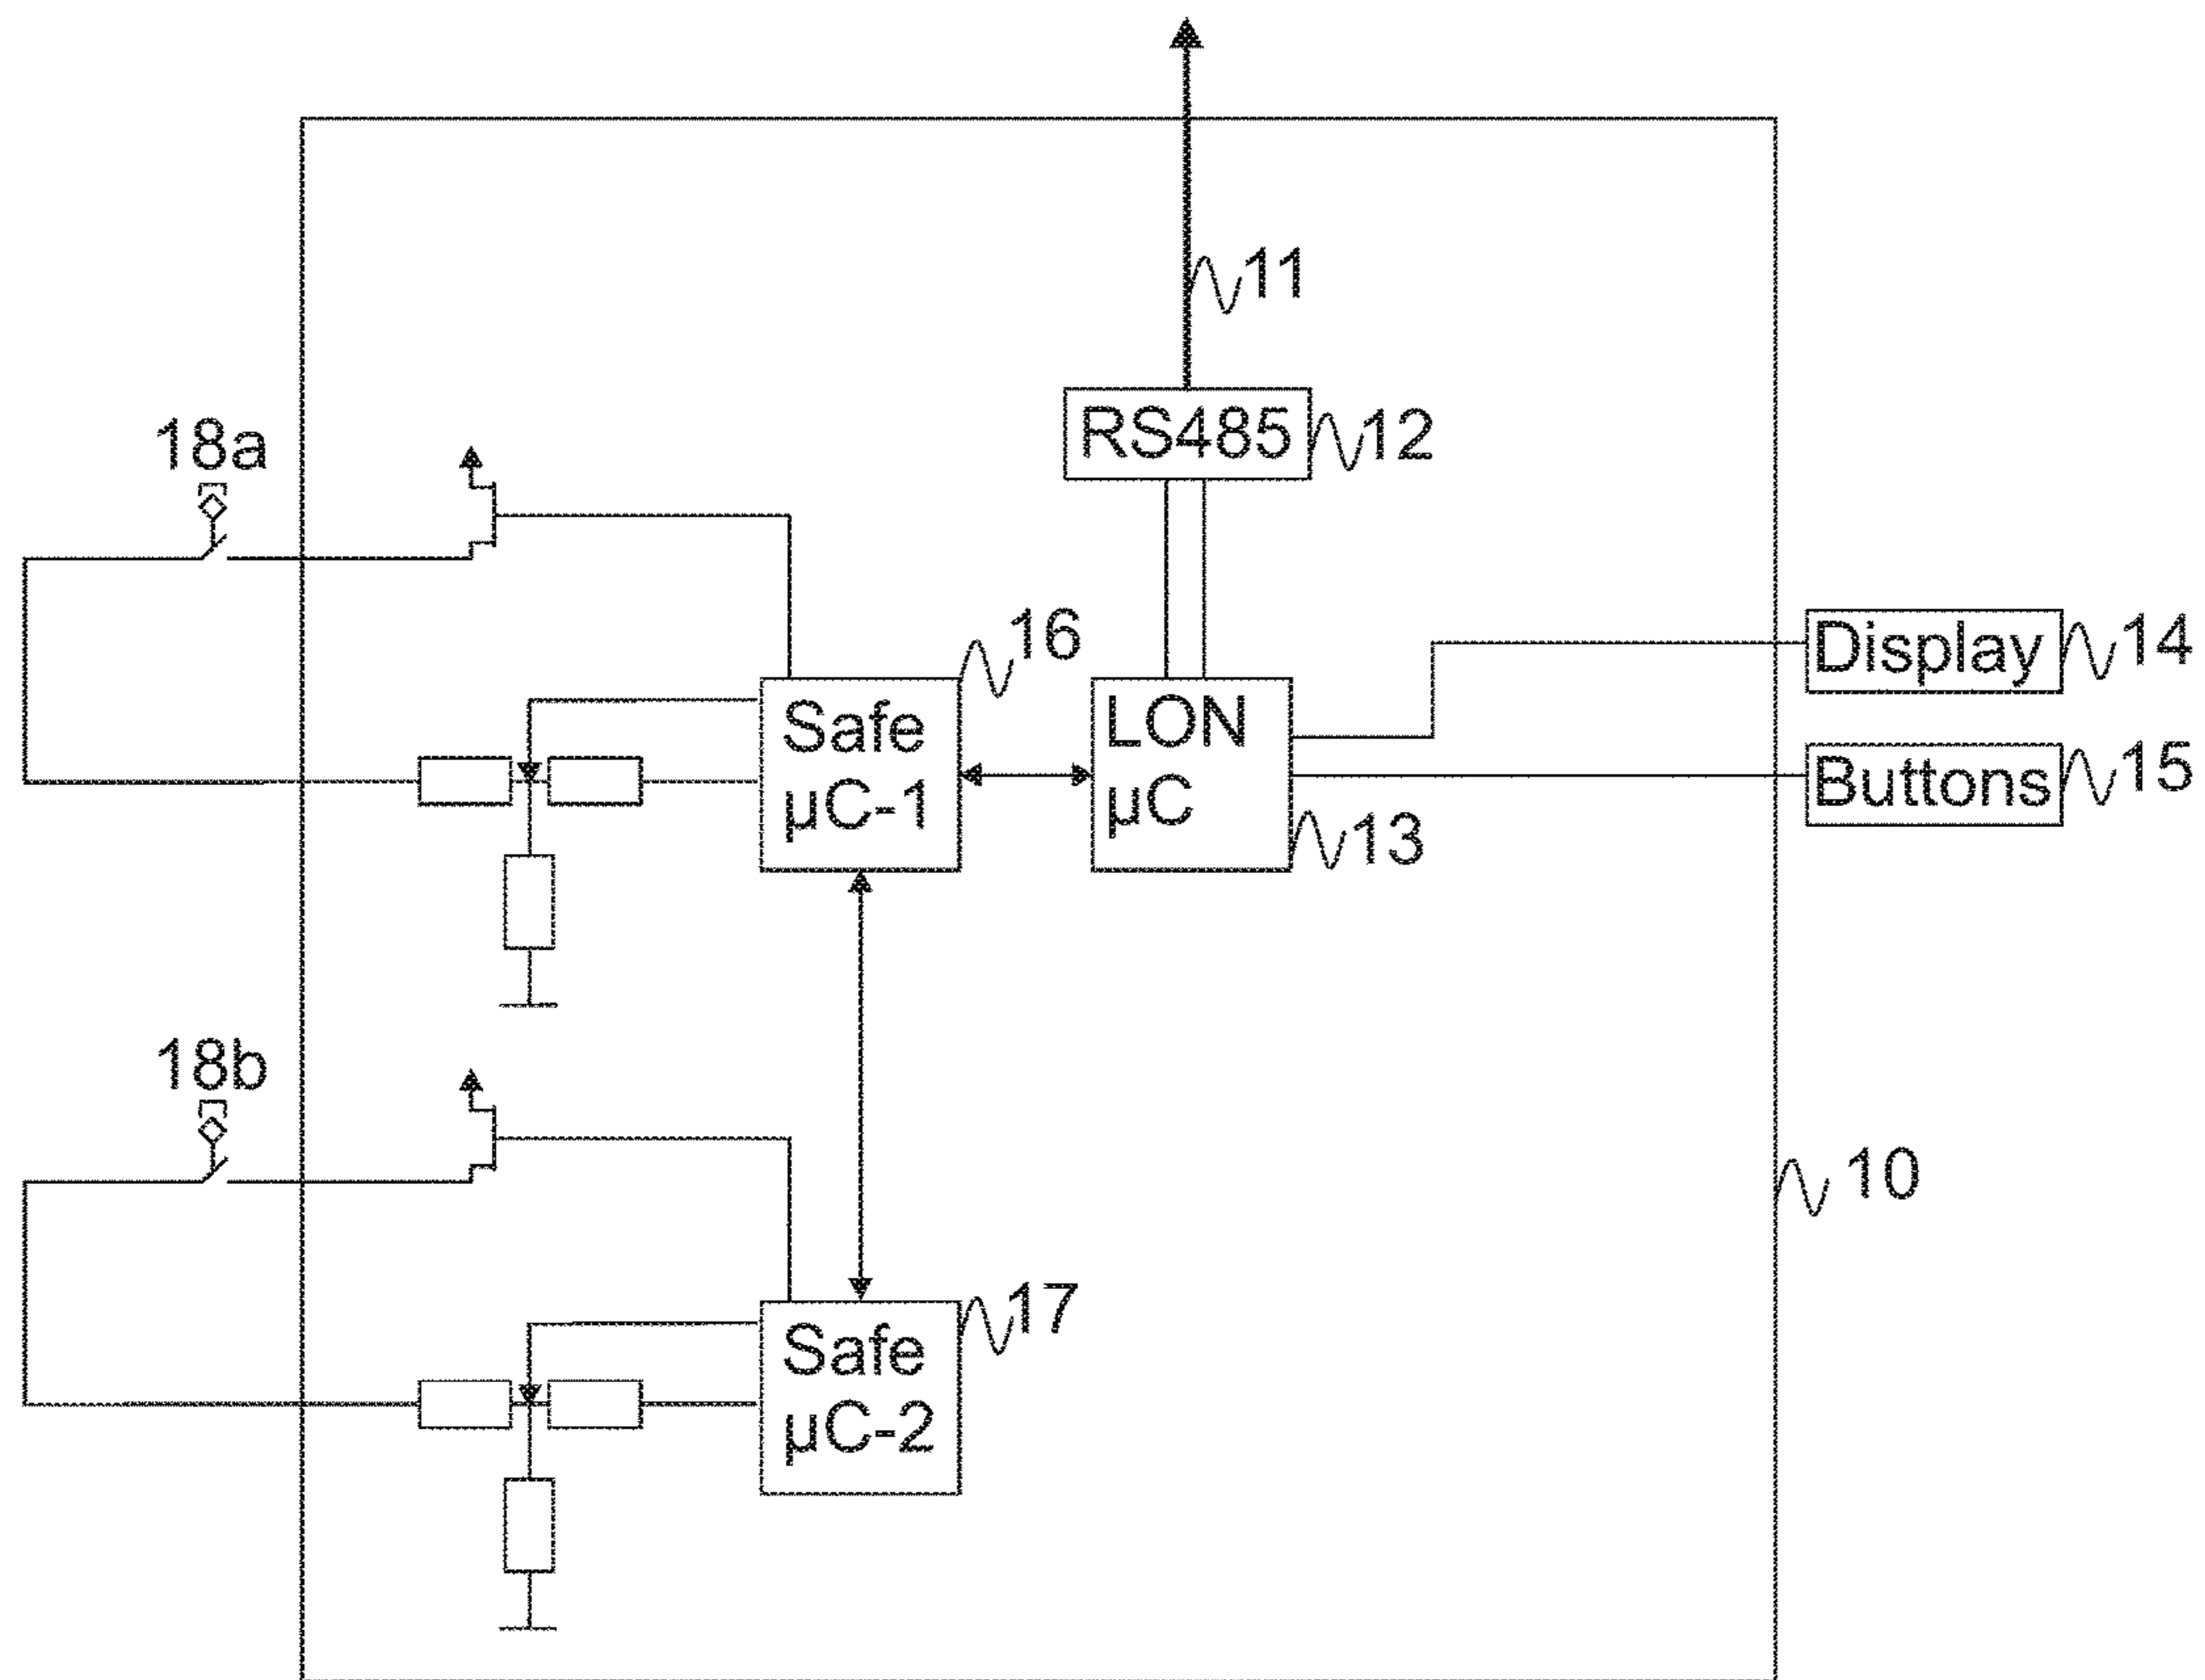 11
RS485
12
18a
16
Display
14
Safe
µC-1
LON
µC
13
Buttons
15
18b
10
17
Safe
µC-2